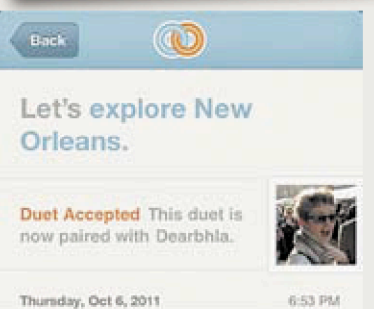 Back
Let's explore New
Orleans.
Duet Accepted This duet is
now paired with Dearbhla.
Thursday, Oct 6, 2011 6:53 PM